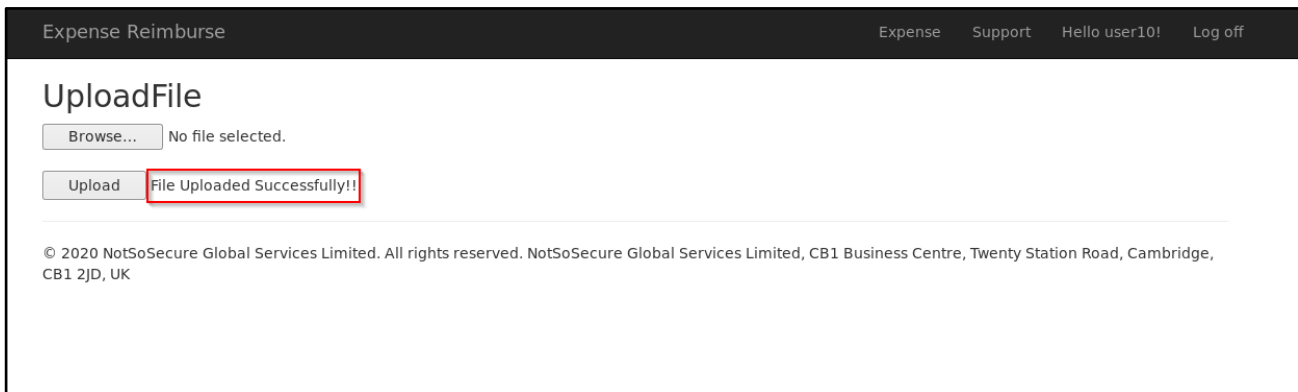 Expense Reimburse Expense Support Hello user10! Log off
UploadFile
Browse... No file selected.
Upload File Uploaded Successfully!!
© 2020 NotSoSecure Global Services Limited. All rights reserved. NotSoSecure Global Services Limited, CB1 Business Centre, Twenty Station Road, Cambridge,
CB1 2JD, UK